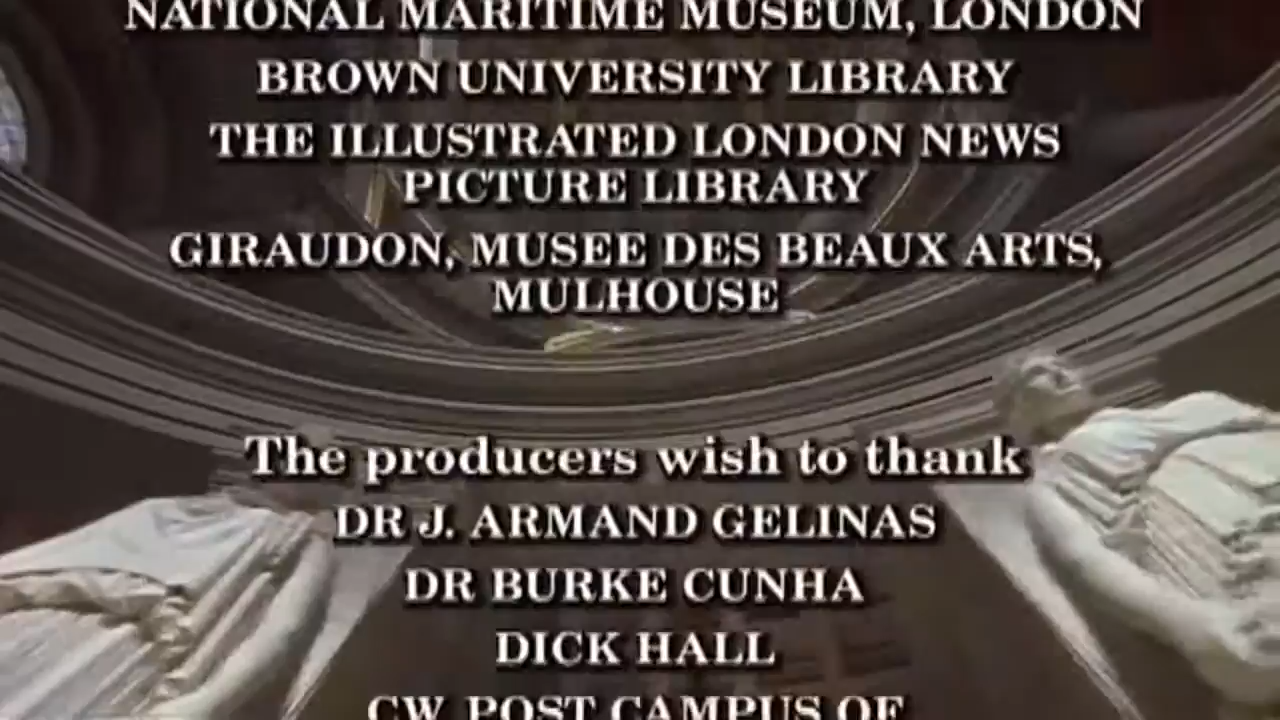 NATIONAL MARITIME MUSEUM, LONDON
BROWN UNIVERSITY LIBRARY
THE ILLUSTRATED LONDON NEWS
PICTURE LIBRARY
GIRAUDON, MUSEE DES BEAUX ARTS,
MULHOUSE
The producers wish to thank
DR J. ARMAND GELINAS
DR BURKE CUNHA
DICK HALL
CW POST CAMPUS OF